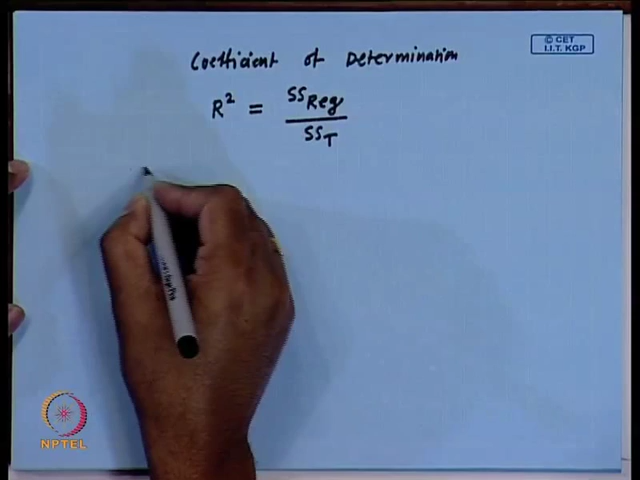 © CET
I.I.T. KGP
Coefficient of Determination
R² = SS_Reg / SS_T
NPTEL